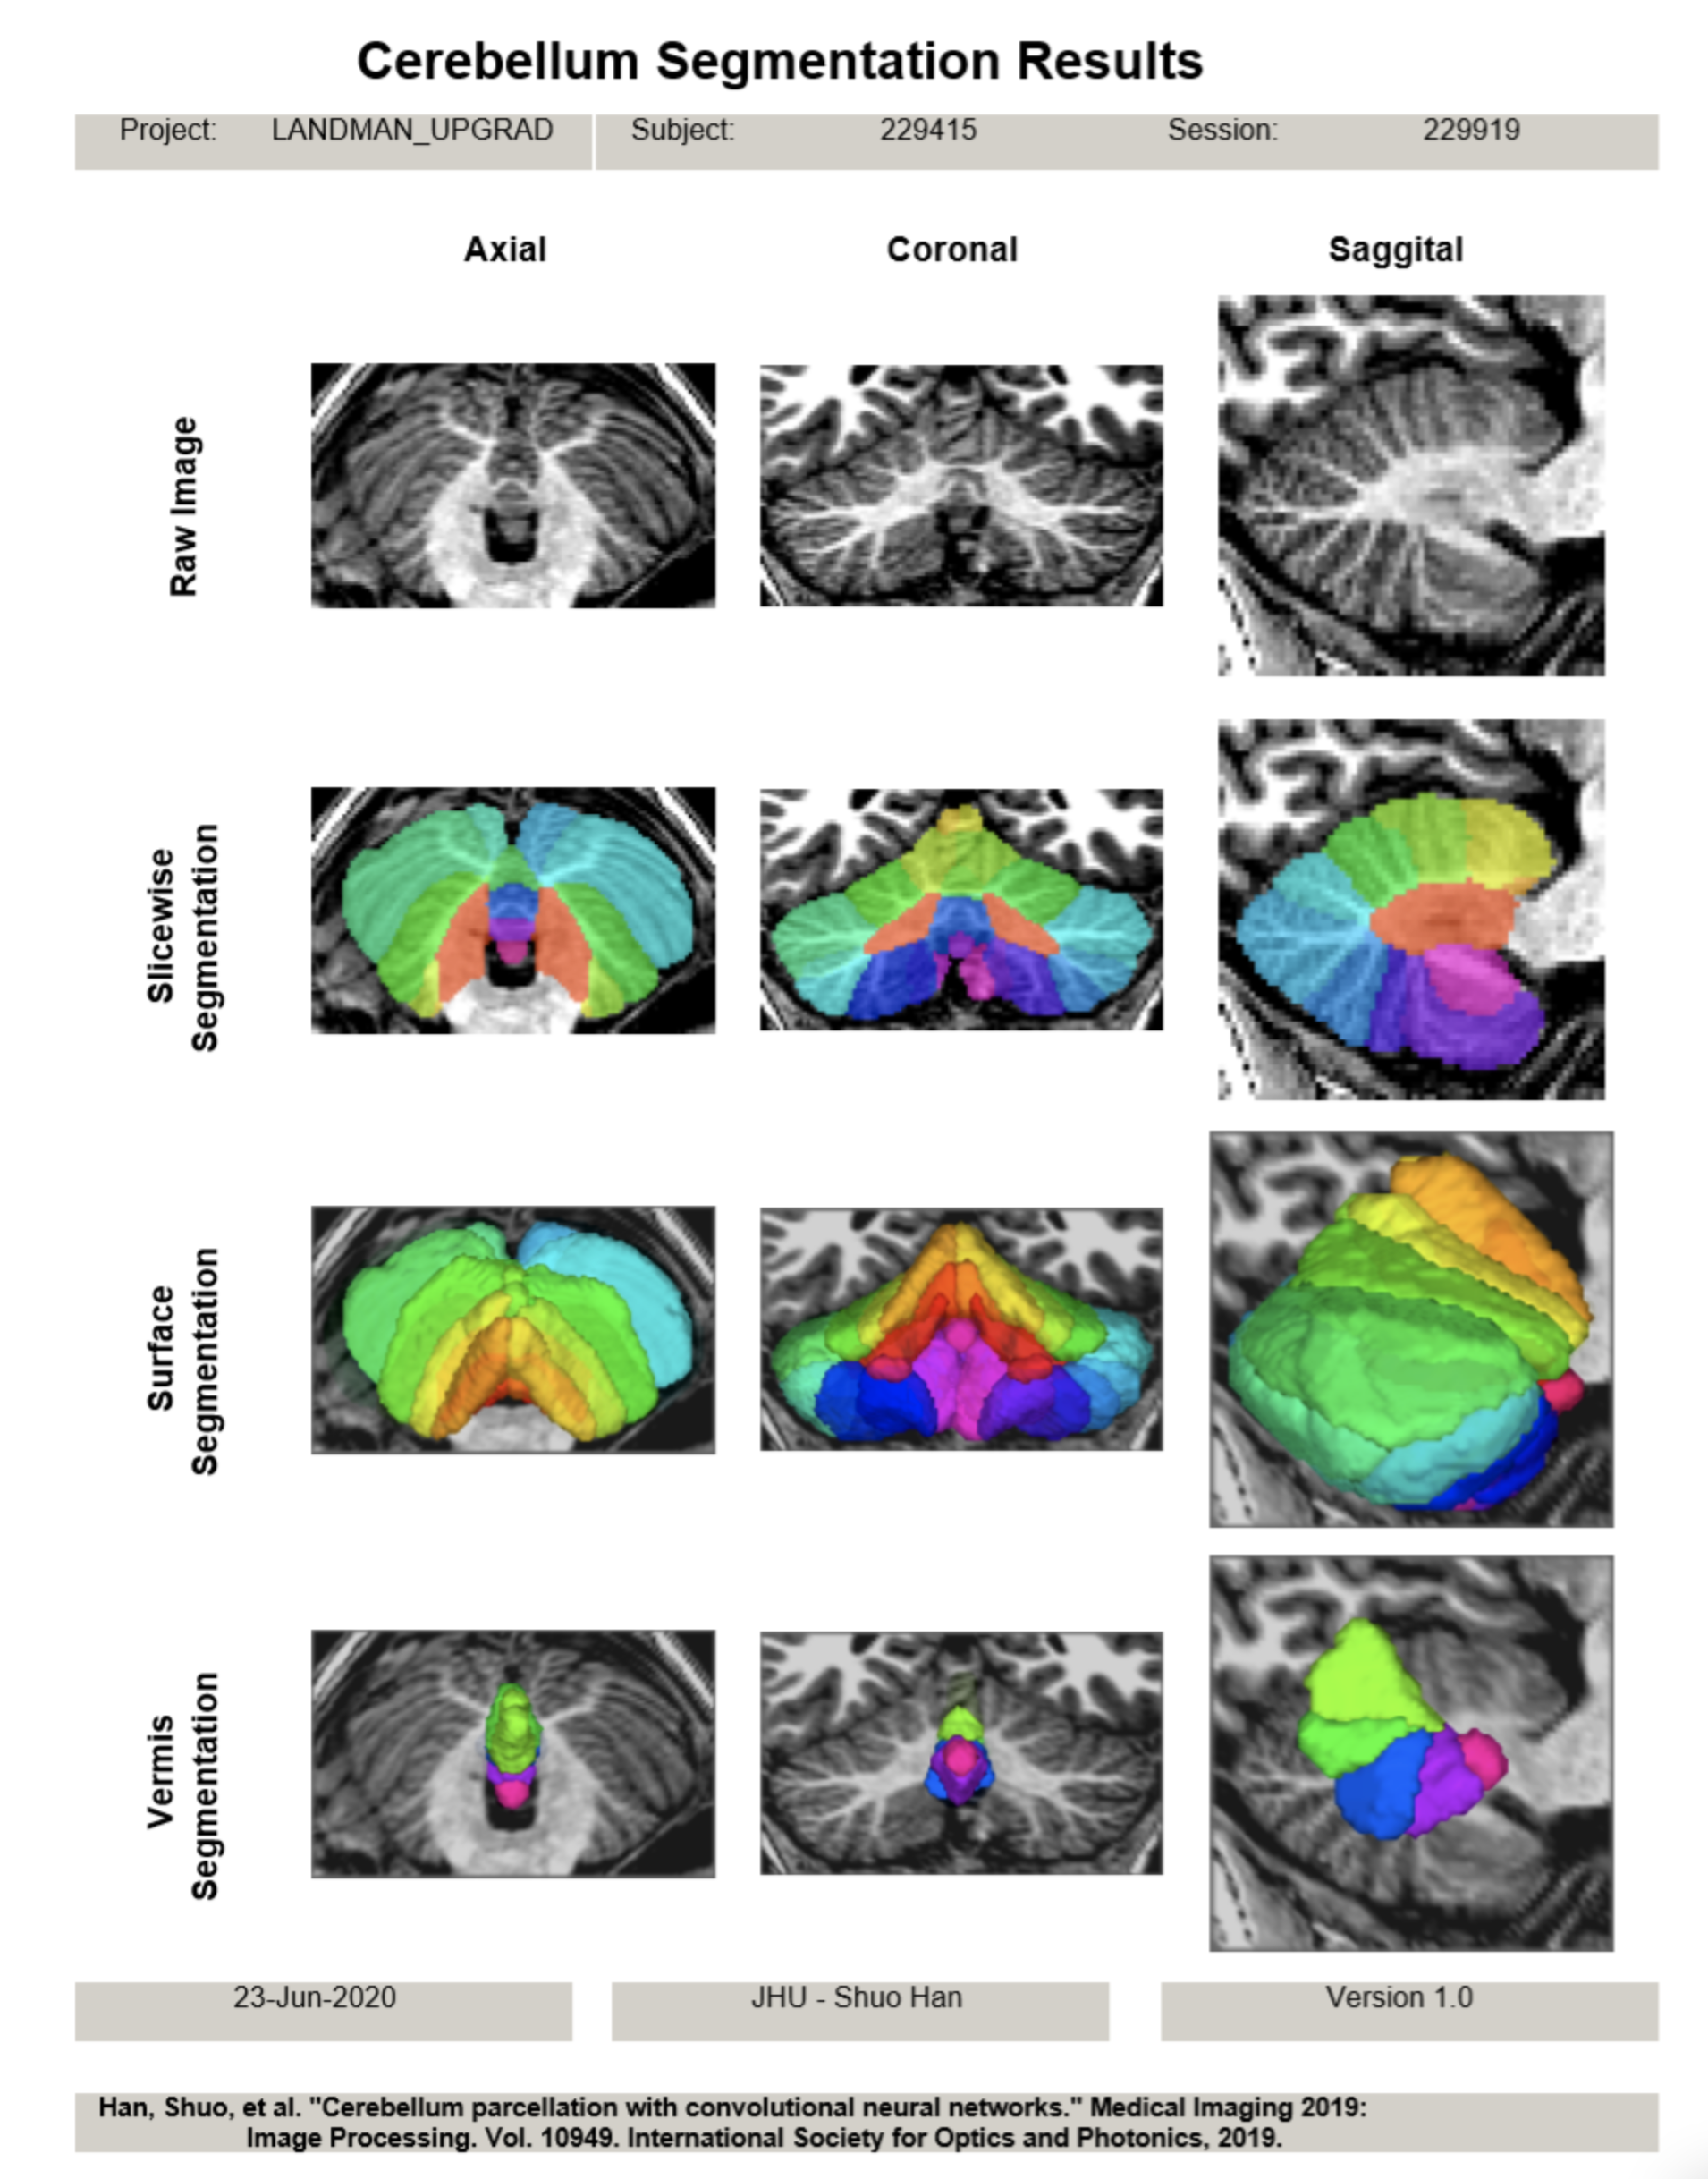 Cerebellum Segmentation Results
Project: LANDMAN_UPGRAD Subject: 229415 Session: 229919
Axial Coronal Saggital
Raw Image
Slicewise
Segmentation
Surface
Segmentation
Vermis
Segmentation
23-Jun-2020 JHU - Shuo Han Version 1.0
Han, Shuo, et al. "Cerebellum parcellation with convolutional neural networks." Medical Imaging 2019:
Image Processing. Vol. 10949. International Society for Optics and Photonics, 2019.